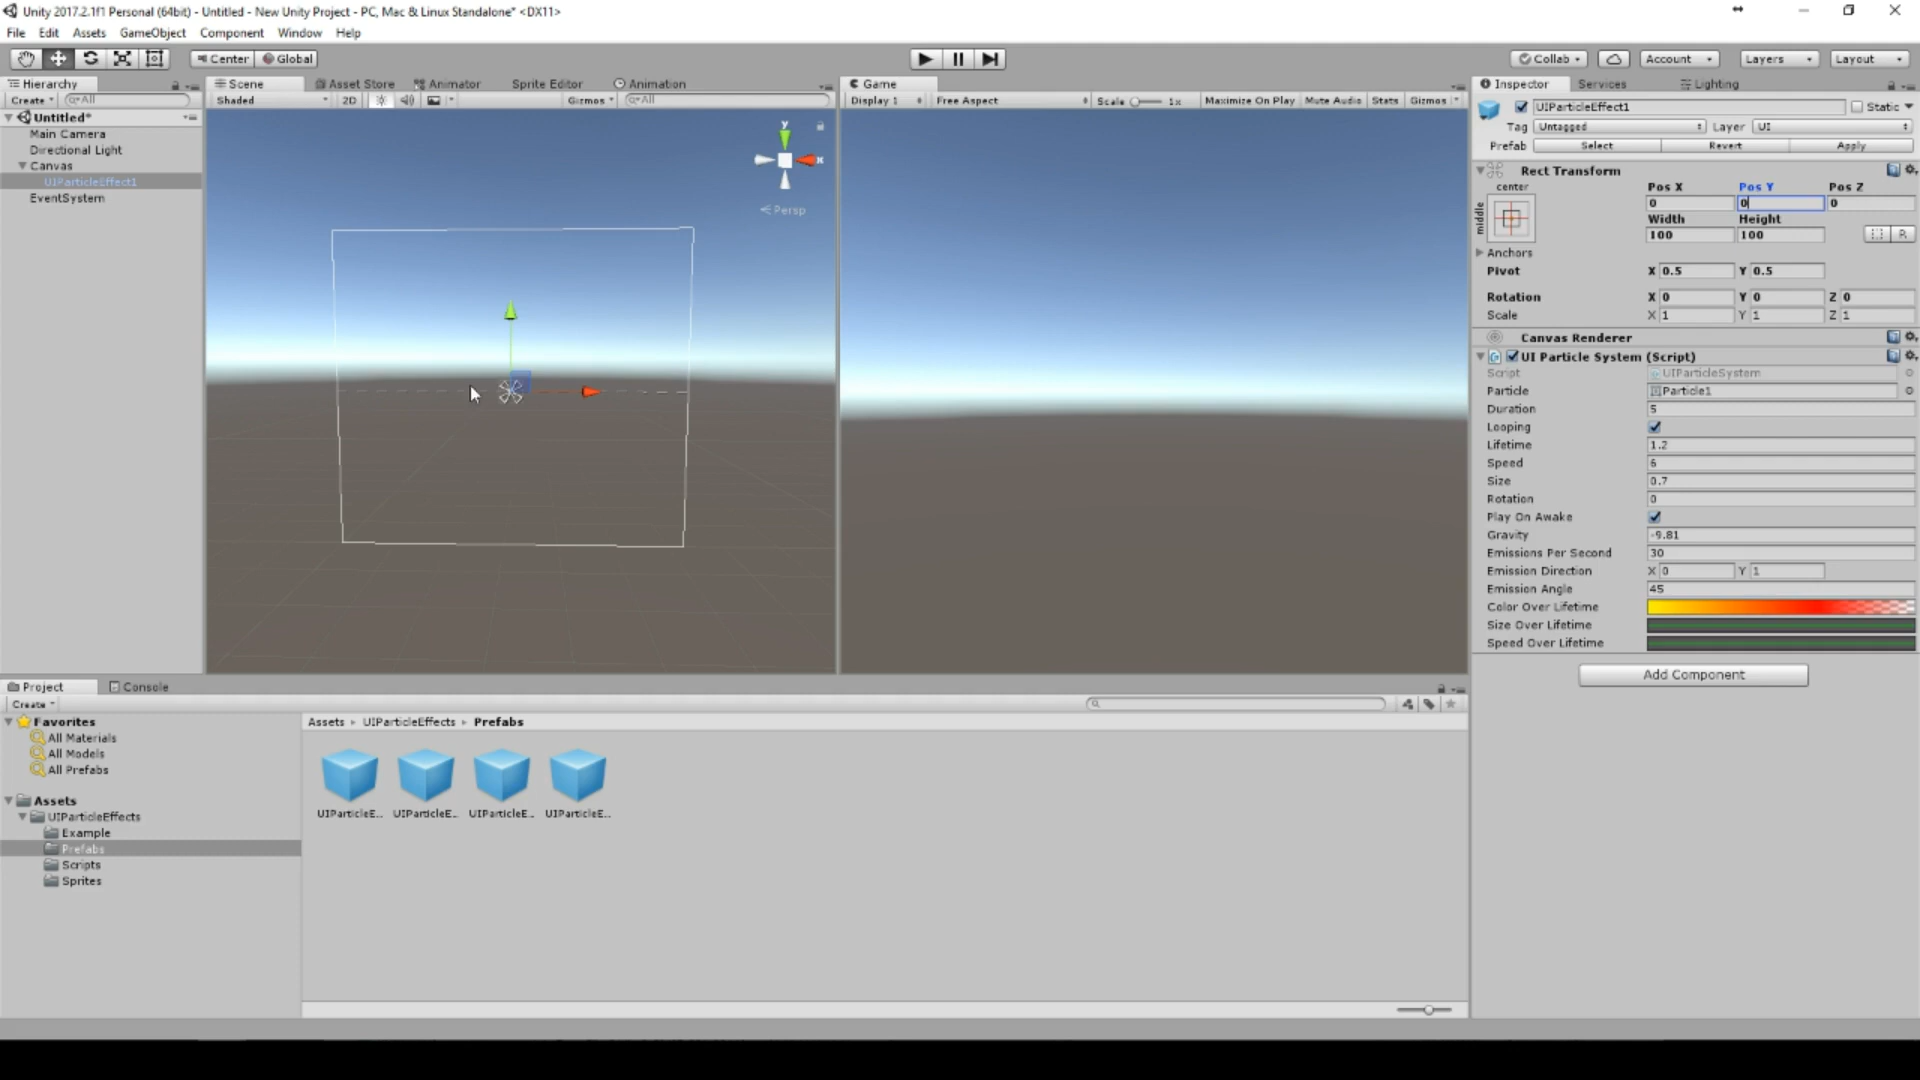 Unity 2017.2.1f1 Personal (64bit) - Untitled - New Unity Project - PC, Mac & Linux Standalone* <DX11>
File Edit Assets GameObject Component Window Help
Center Global Collab Account Layers Layout
Hierarchy Scene Asset Store Animator Sprite Editor Animation Game Inspector Services Lighting
Create All Shaded 2D Gizmos All Display 1 Free Aspect Scale 1x Maximize On Play Mute Audio Stats Gizmos
UIParticleEffect1 Static
Untitled*
Tag Untagged Layer UI
Main Camera
Directional Light
Prefab Select Revert Apply
Canvas
UIParticleEffect1
EventSystem
y
x
Persp
Rect Transform
center
middle
Pos X Pos Y Pos Z
0 0 0
Width Height
100 100
R
Anchors
Pivot X 0.5 Y 0.5
Rotation X 0 Y 0 Z 0
Scale X 1 Y 1 Z 1
Canvas Renderer
UI Particle System (Script)
Script UIParticleSystem
Particle Particle1
Duration 5
Looping
Lifetime 1.2
Speed 6
Size 0.7
Rotation 0
Play On Awake
Gravity -9.81
Emissions Per Second 30
Emission Direction X 0 Y 1
Emission Angle 45
Color Over Lifetime
Size Over Lifetime
Speed Over Lifetime
Add Component
Project Console
Create
Favorites
All Materials
All Models
All Prefabs
Assets
UIParticleEffects
Example
Prefabs
Scripts
Sprites
Assets UIParticleEffects Prefabs
UIParticleE... UIParticleE... UIParticleE... UIParticleE...